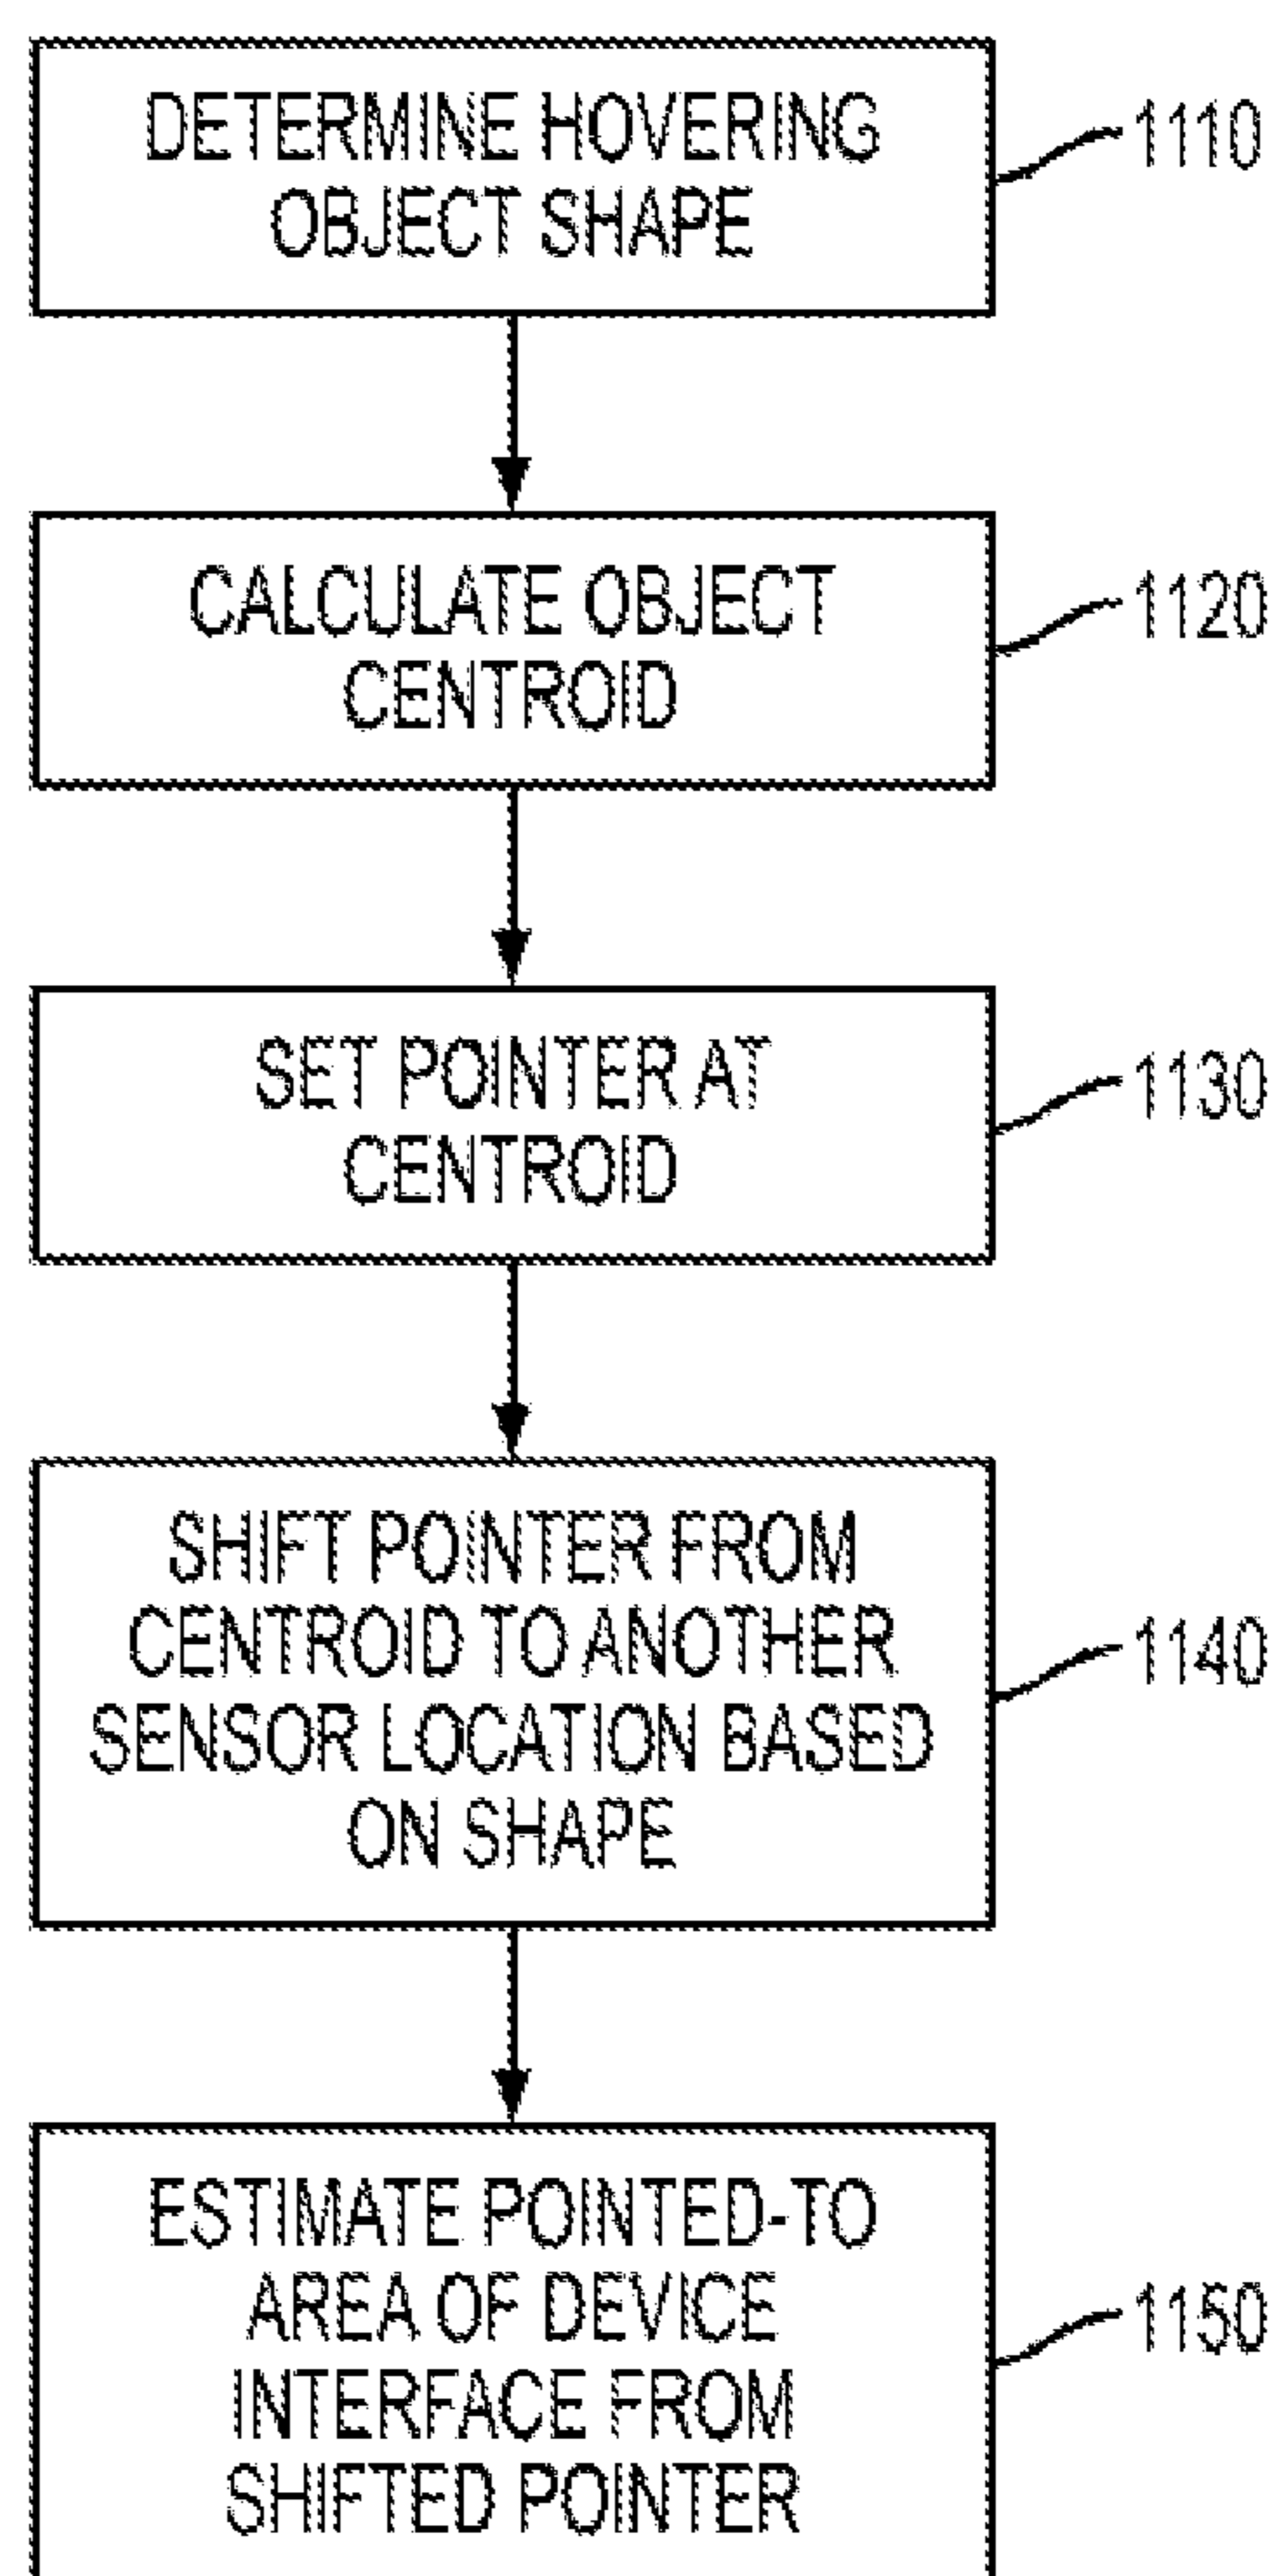 DETERMINE HOVERING
OBJECT SHAPE
1110
CALCULATE OBJECT
CENTROID
1120
SET POINTER AT
CENTROID
1130
SHIFT POINTER FROM
CENTROID TO ANOTHER
SENSOR LOCATION BASED
ON SHAPE
1140
ESTIMATE POINTED-TO
AREA OF DEVICE
INTERFACE FROM
SHIFTED POINTER
1150